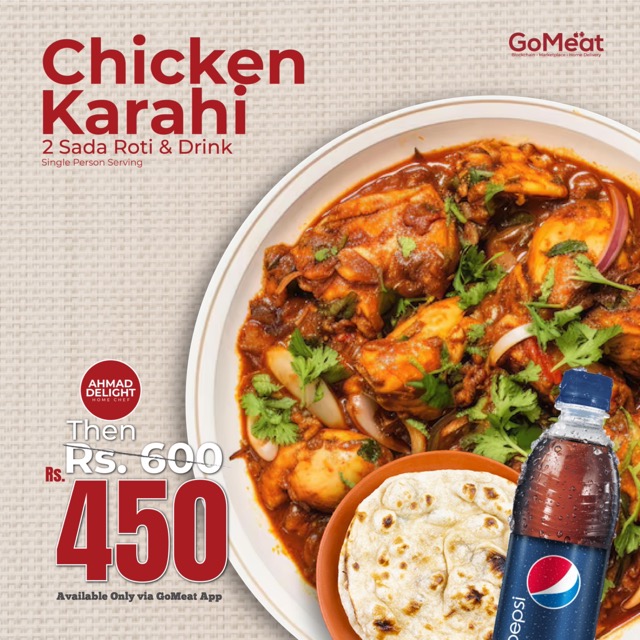 Chicken
Karahi
2 Sada Roti & Drink
Single Person Serving
GoMeat
AHMAD
DELIGHT
HOME CHEF
Then
Rs. 600
Rs.
450
Available Only via GoMeat App
pepsi